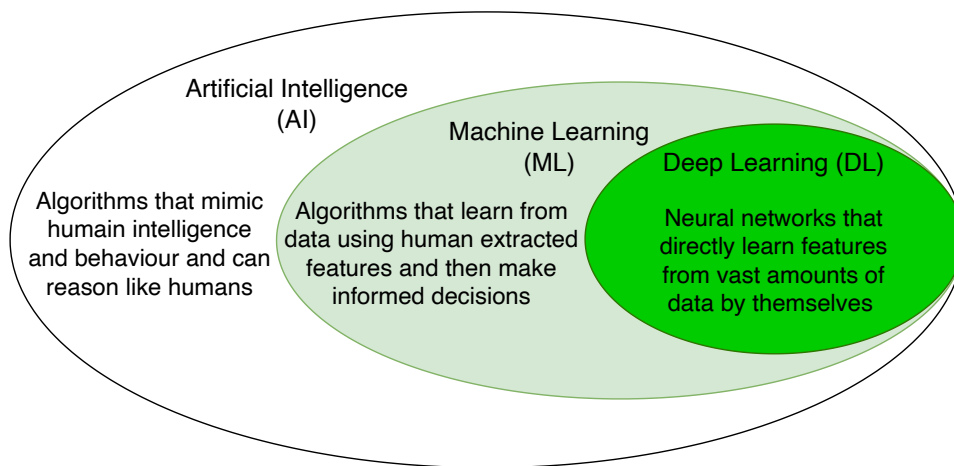 Artificial Intelligence
(AI)
Algorithms that mimic
humain intelligence
and behaviour and can
reason like humans
Machine Learning
(ML)
Algorithms that learn from
data using human extracted
features and then make
informed decisions
Deep Learning (DL)
Neural networks that
directly learn features
from vast amounts of
data by themselves